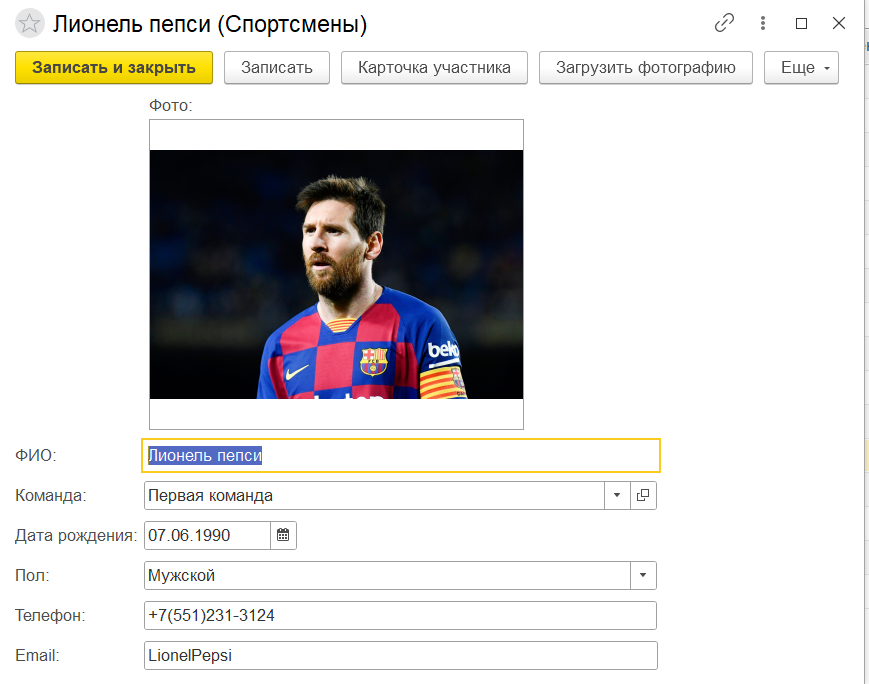 Лионель пепси (Спортсмены)
Записать и закрыть Записать Карточка участника Загрузить фотографию Еще
Фото:
beko
ФИО: Лионель пепси
Команда: Первая команда
Дата рождения: 07.06.1990
Пол: Мужской
Телефон: +7(551)231-3124
Email: LionelPepsi